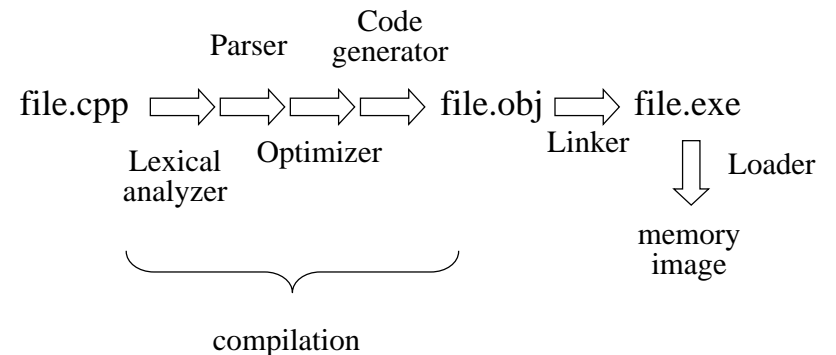 Parser
Code
generator
file.cpp
file.obj
file.exe
Lexical
analyzer
Optimizer
Linker
Loader
memory
image
compilation